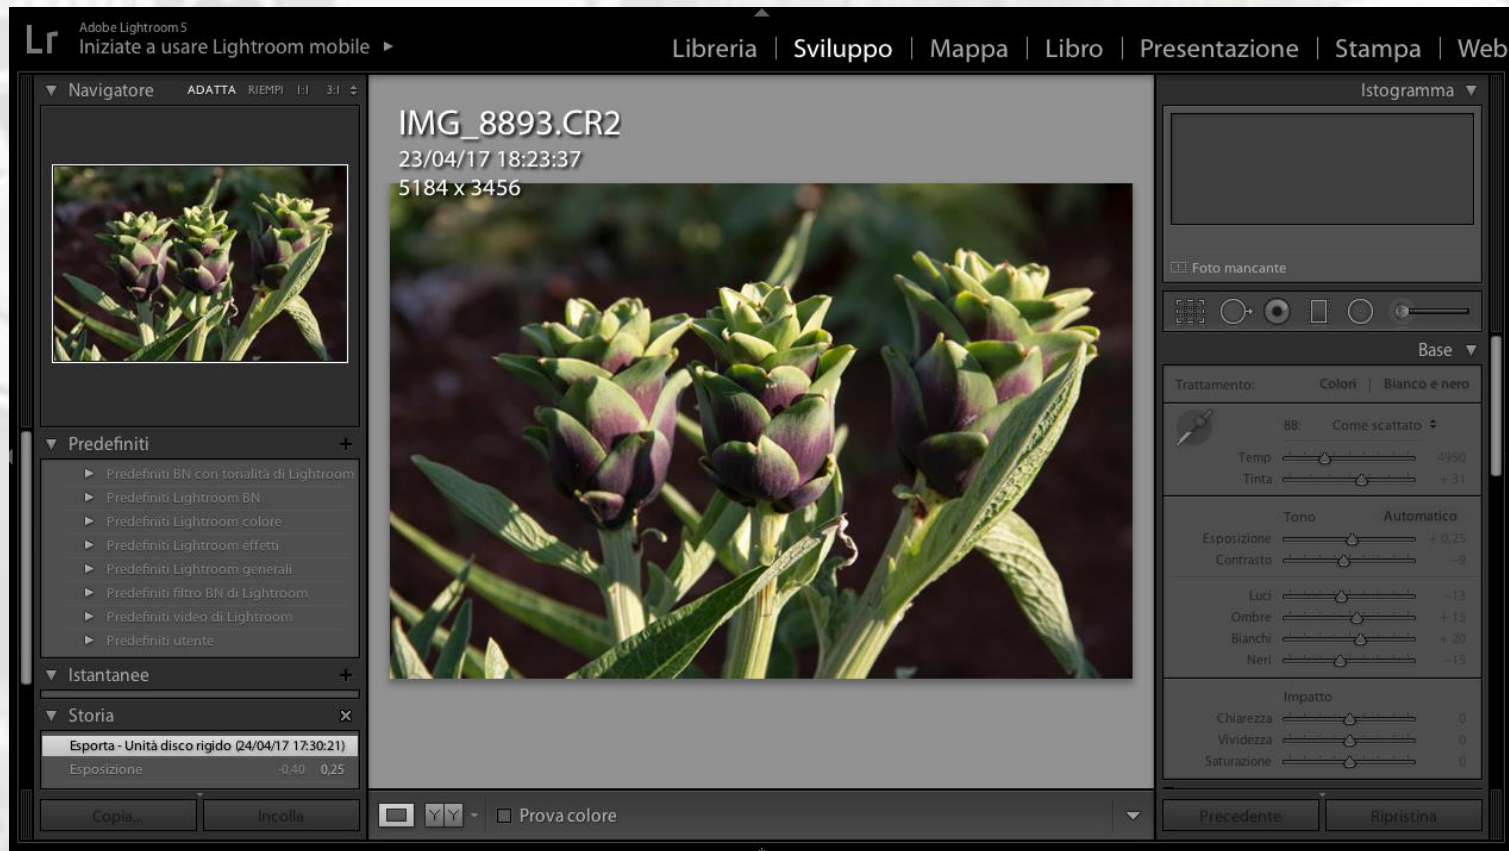 Lr
Adobe Lightroom 5
Iniziate a usare Lightroom mobile
Libreria | Sviluppo | Mappa | Libro | Presentazione | Stampa | Web
Navigatore ADATTA RIEMPI 1:1 3:1
IMG_8893.CR2
23/04/17 18:23:37
5184 x 3456
Predefiniti +
Predefiniti BN con tonalità di Lightroom
Predefiniti Lightroom BN
Predefiniti Lightroom colore
Predefiniti Lightroom effetti
Predefiniti Lightroom generali
Predefiniti filtro BN di Lightroom
Predefiniti video di Lightroom
Predefiniti utente
Istantanee +
Storia
Esporta - Unità disco rigido (24/04/17 17:30:21)
Esposizione -0,40 0,25
Copia... Incolla
Y Y Prova colore
Istogramma
Foto mancante
Base
Trattamento: Colori | Bianco e nero
BB: Come scattato
Temp 4950
Tinta + 31
Tono Automatico
Esposizione + 0,25
Contrasto -9
Luci -13
Ombre + 13
Bianchi + 20
Neri -15
Impatto
Chiarezza 0
Vividezza 0
Saturazione 0
Precedente Ripristina